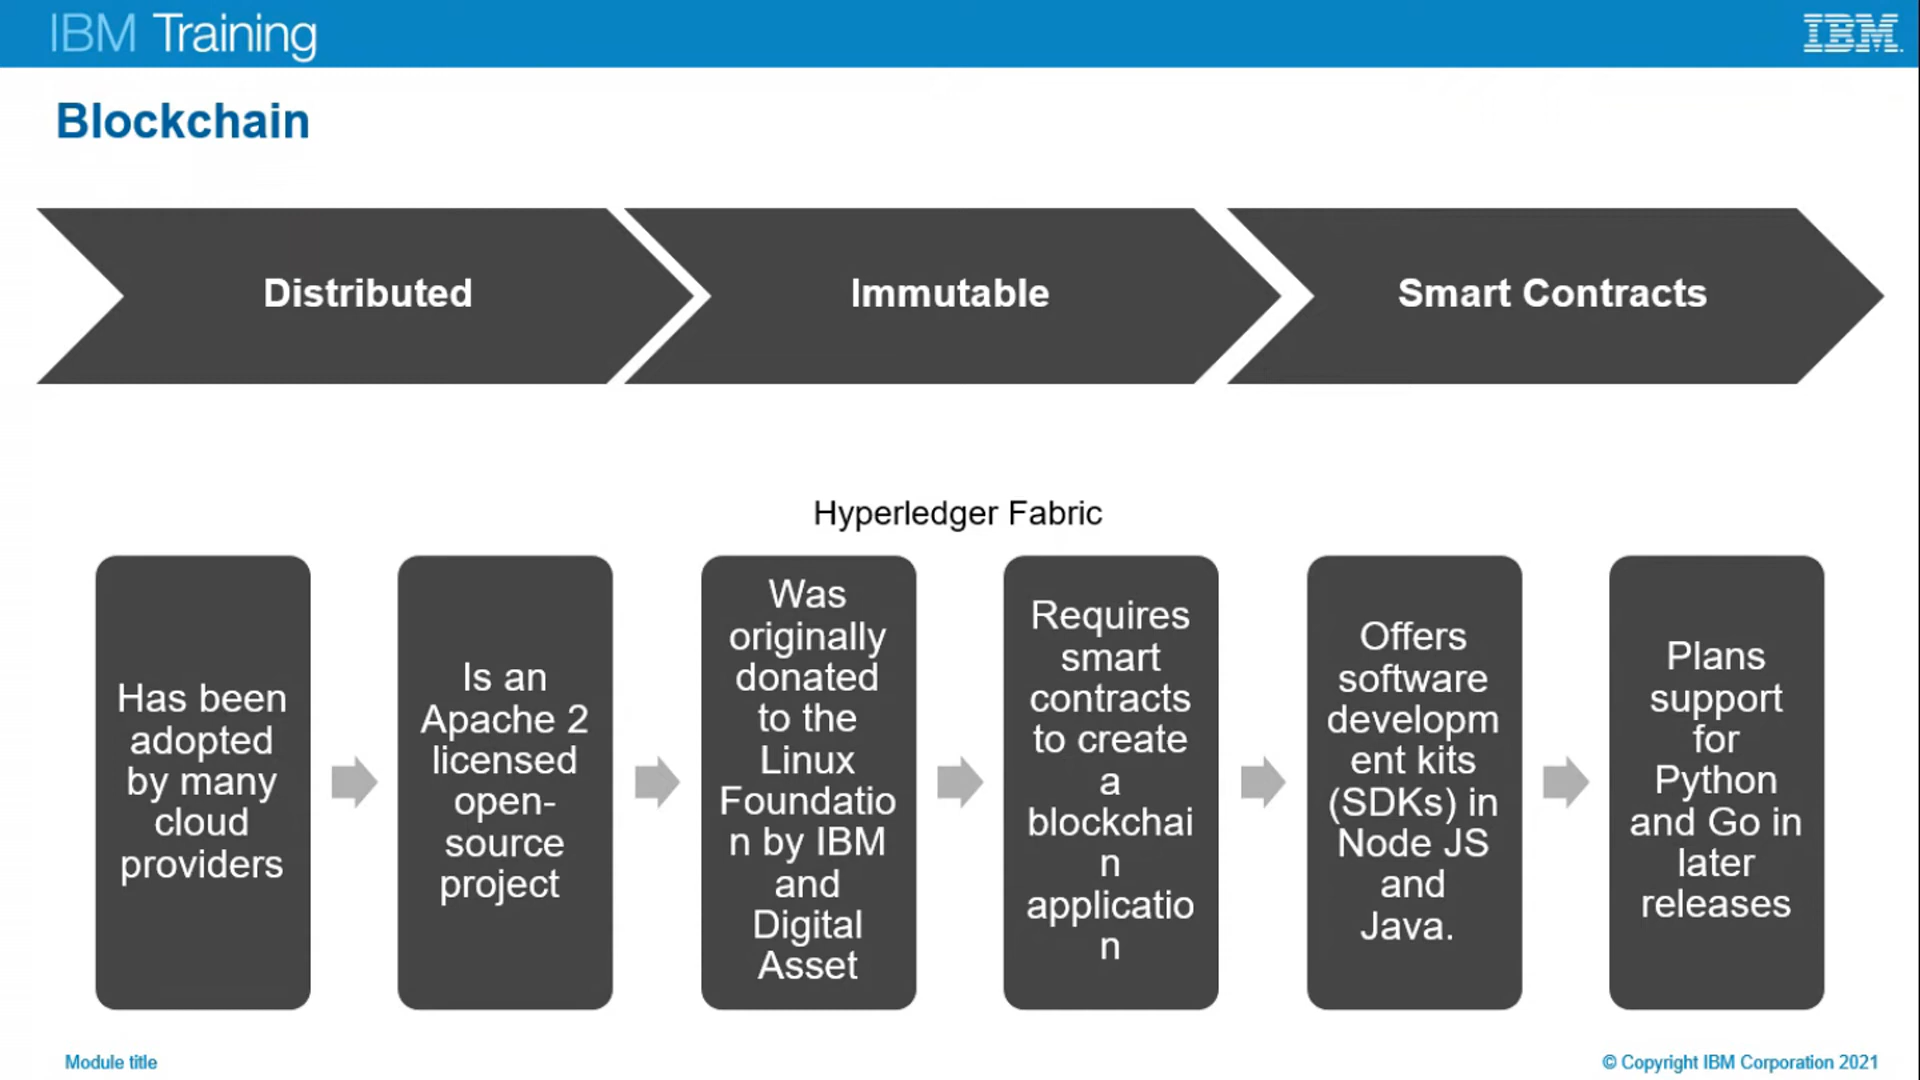 IBM Training
IBM
Blockchain
Distributed
Immutable
Smart Contracts
Hyperledger Fabric
Has been
adopted
by many
cloud
providers
Is an
Apache 2
licensed
open-
source
project
Was
originally
donated
to the
Linux
Foundatio
n by IBM
and
Digital
Asset
Requires
smart
contracts
to create
a
blockchai
n
applicatio
n
Offers
software
developm
ent kits
(SDKs) in
Node JS
and
Java.
Plans
support
for
Python
and Go in
later
releases
Module title
© Copyright IBM Corporation 2021